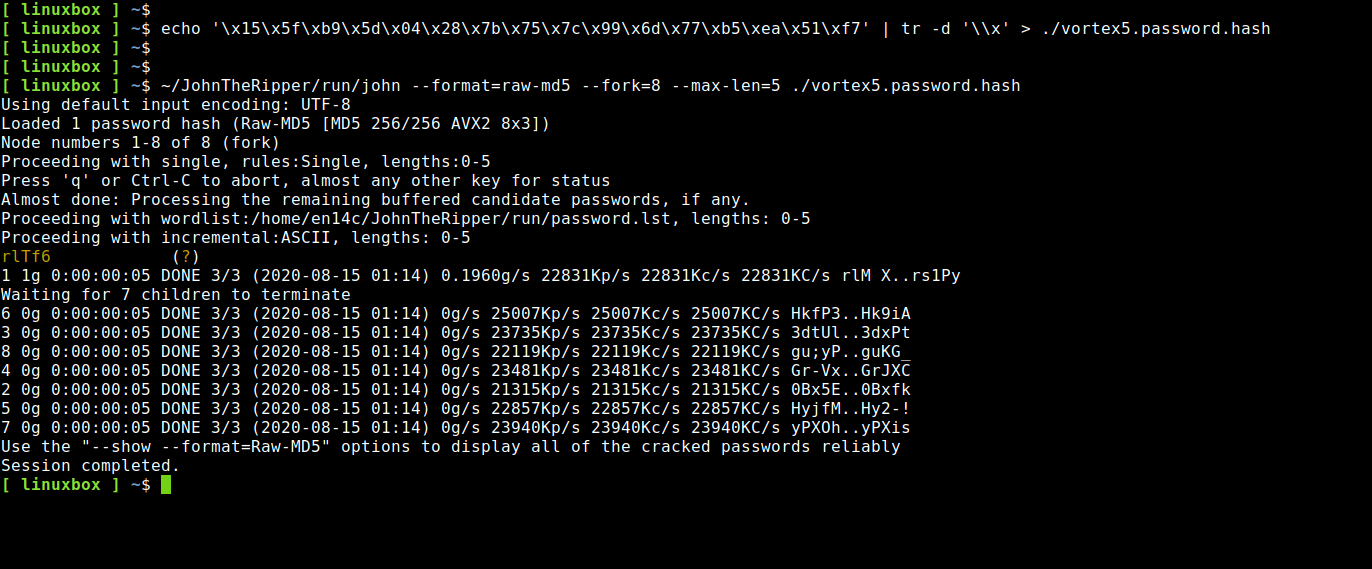 [ linuxbox ] ~$
[ linuxbox ] ~$ echo '\x15\x5f\xb9\x5d\x04\x28\x7b\x75\x7c\x99\x6d\x77\xb5\xea\x51\xf7' | tr -d '\\x' > ./vortex5.password.hash
[ linuxbox ] ~$
[ linuxbox ] ~$
[ linuxbox ] ~$ ~/JohnTheRipper/run/john --format=raw-md5 --fork=8 --max-len=5 ./vortex5.password.hash
Using default input encoding: UTF-8
Loaded 1 password hash (Raw-MD5 [MD5 256/256 AVX2 8x3])
Node numbers 1-8 of 8 (fork)
Proceeding with single, rules:Single, lengths:0-5
Press 'q' or Ctrl-C to abort, almost any other key for status
Almost done: Processing the remaining buffered candidate passwords, if any.
Proceeding with wordlist:/home/en14c/JohnTheRipper/run/password.lst, lengths: 0-5
Proceeding with incremental:ASCII, lengths: 0-5
rlTf6            (?)
1 1g 0:00:00:05 DONE 3/3 (2020-08-15 01:14) 0.1960g/s 22831Kp/s 22831Kc/s 22831KC/s rlM X..rs1Py
Waiting for 7 children to terminate
6 0g 0:00:00:05 DONE 3/3 (2020-08-15 01:14) 0g/s 25007Kp/s 25007Kc/s 25007KC/s HkfP3..Hk9iA
3 0g 0:00:00:05 DONE 3/3 (2020-08-15 01:14) 0g/s 23735Kp/s 23735Kc/s 23735KC/s 3dtUl..3dxPt
8 0g 0:00:00:05 DONE 3/3 (2020-08-15 01:14) 0g/s 22119Kp/s 22119Kc/s 22119KC/s gu;yP..guKG_
4 0g 0:00:00:05 DONE 3/3 (2020-08-15 01:14) 0g/s 23481Kp/s 23481Kc/s 23481KC/s Gr-Vx..GrJXC
2 0g 0:00:00:05 DONE 3/3 (2020-08-15 01:14) 0g/s 21315Kp/s 21315Kc/s 21315KC/s 0Bx5E..0Bxfk
5 0g 0:00:00:05 DONE 3/3 (2020-08-15 01:14) 0g/s 22857Kp/s 22857Kc/s 22857KC/s HyjfM..Hy2-!
7 0g 0:00:00:05 DONE 3/3 (2020-08-15 01:14) 0g/s 23940Kp/s 23940Kc/s 23940KC/s yPXOh..yPXis
Use the "--show --format=Raw-MD5" options to display all of the cracked passwords reliably
Session completed.
[ linuxbox ] ~$